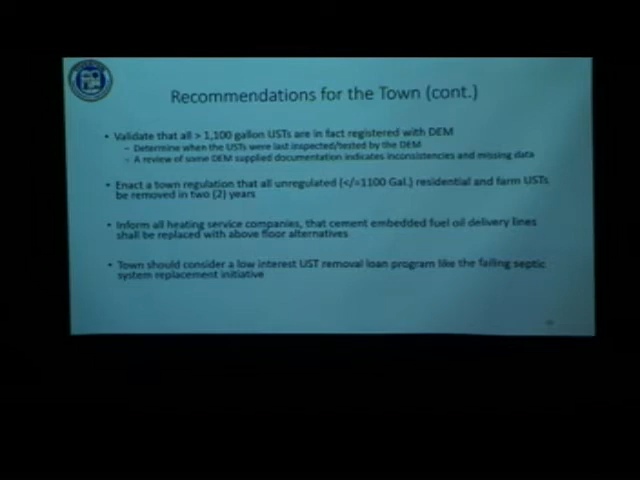 Recommendations for the Town (cont.)
• Validate that all > 1,100 gallon USTs are in fact registered with DEM
– Determine when the USTs were last inspected/tested by the DEM
– A review of some DEM supplied documentation indicates inconsistencies and missing data
• Enact a town regulation that all unregulated (</=1100 Gal.) residential and farm USTs
be removed in two (2) years
• Inform all heating service companies, that cement embedded fuel oil delivery lines
shall be replaced with above floor alternatives
• Town should consider a low interest UST removal loan program like the failing septic
system replacement initiative